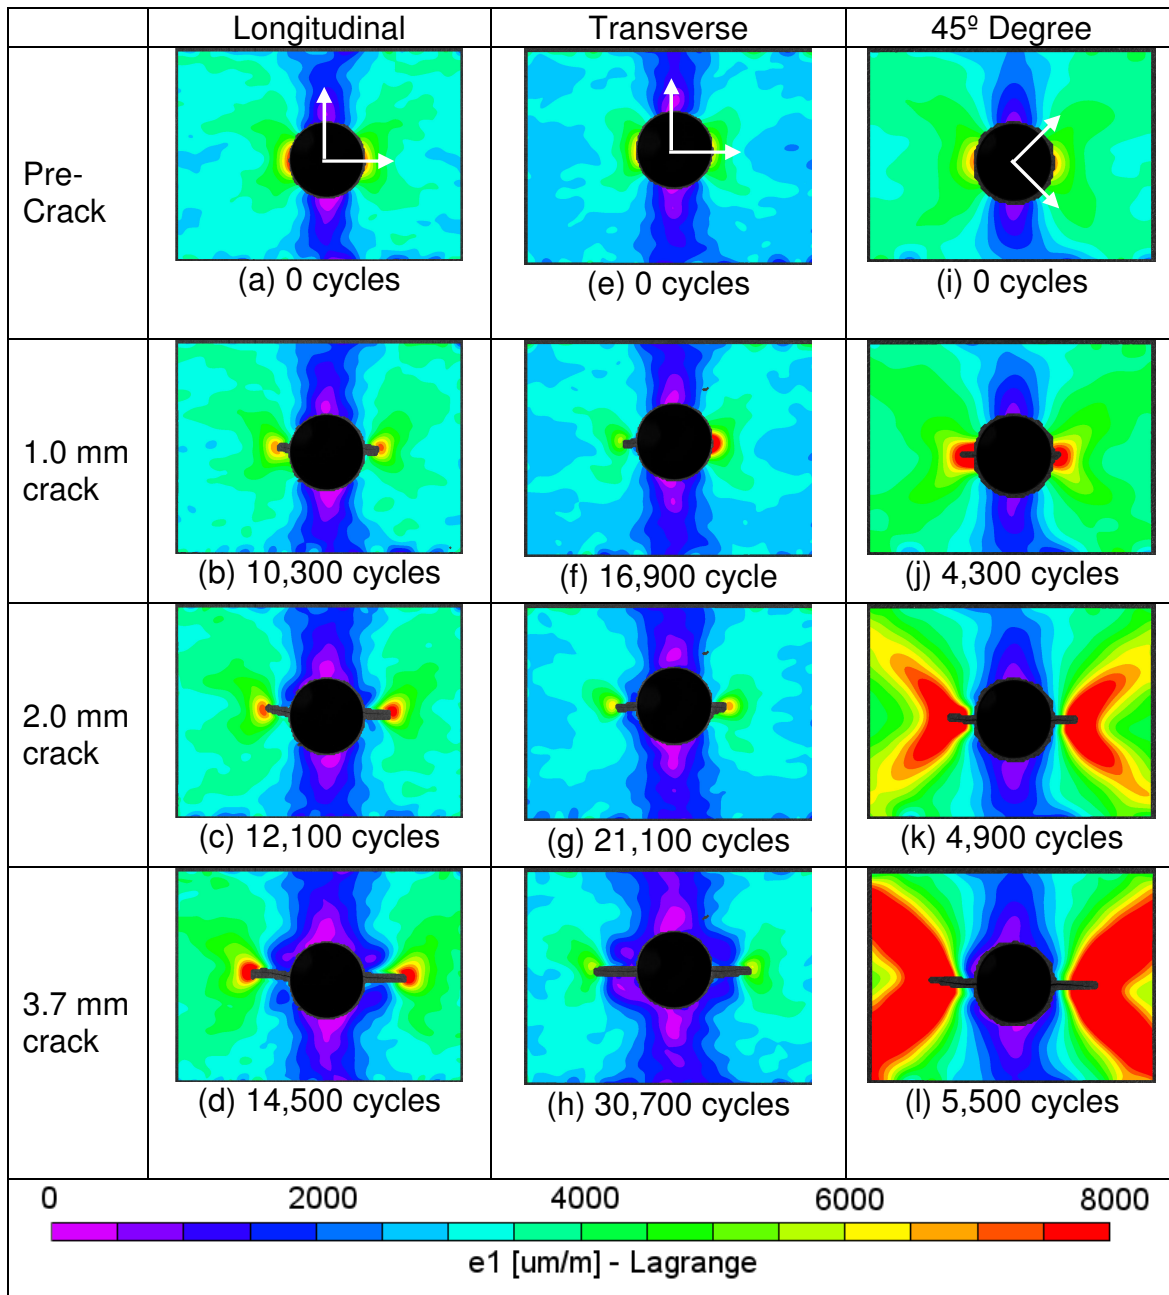 Longitudinal
Transverse
45º Degree
Pre-
Crack
(a) 0 cycles
(e) 0 cycles
(i) 0 cycles
1.0 mm
crack
(b) 10,300 cycles
(f) 16,900 cycle
(j) 4,300 cycles
2.0 mm
crack
(c) 12,100 cycles
(g) 21,100 cycles
(k) 4,900 cycles
3.7 mm
crack
(d) 14,500 cycles
(h) 30,700 cycles
(l) 5,500 cycles
0 2000 4000 6000 8000
e1 [um/m] - Lagrange